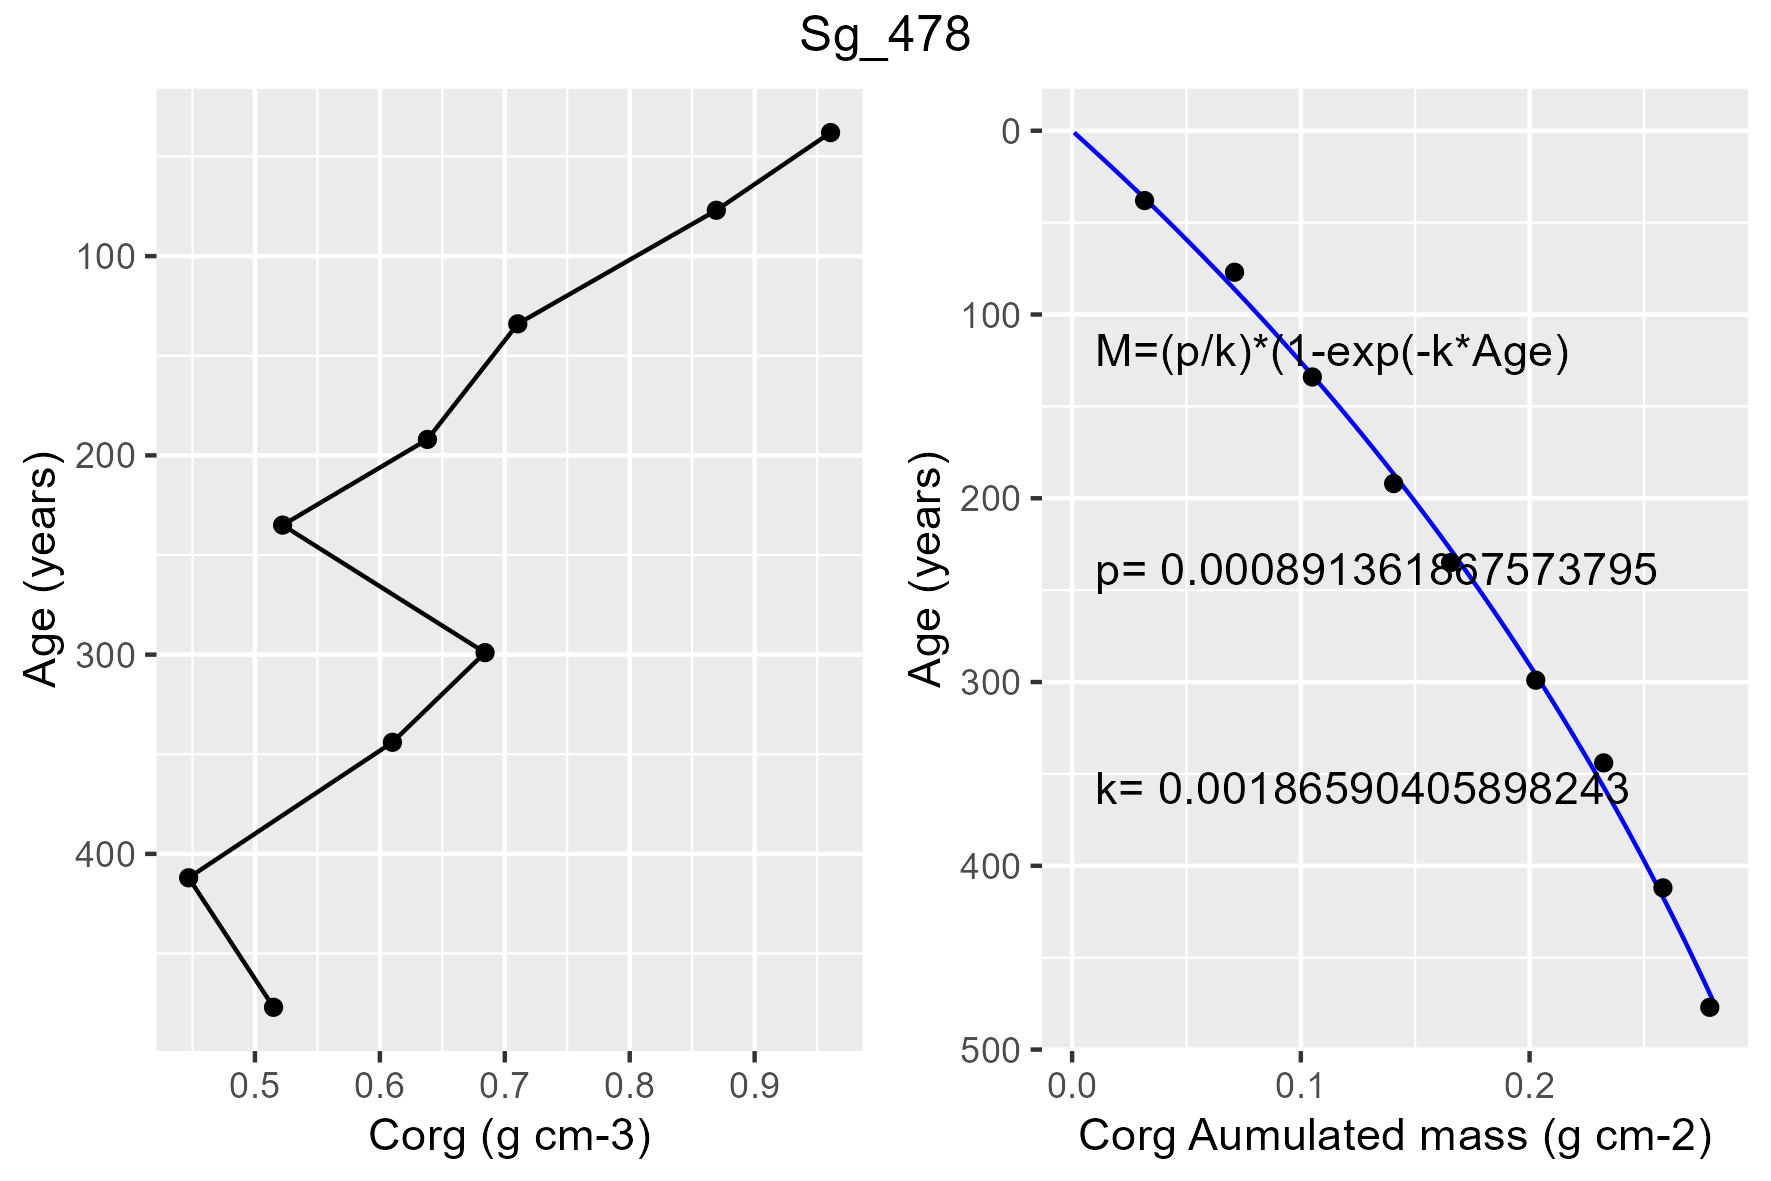 Sg_478
Age (years)
100
200
300
400
0.5 0.6 0.7 0.8 0.9
Corg (g cm-3)
Age (years)
0
100
200
300
400
500
M=(p/k)*(1-exp(-k*Age)
p= 0.000891361867573795
k= 0.00186590405898243
0.0 0.1 0.2
Corg Aumulated mass (g cm-2)